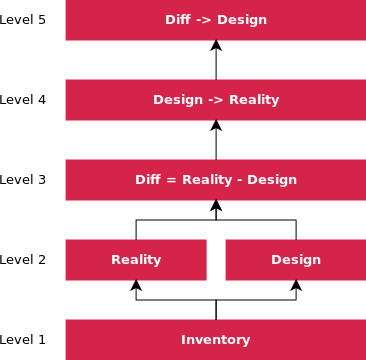 Level 5
Diff -> Design
Level 4
Design -> Reality
Level 3
Diff = Reality - Design
Level 2
Reality
Design
Level 1
Inventory